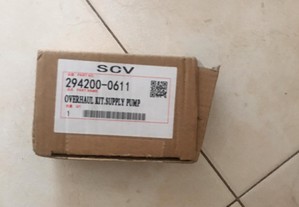 SCV
294200-0611
OVERHAUL KIT.SUPPLY PUMP
1